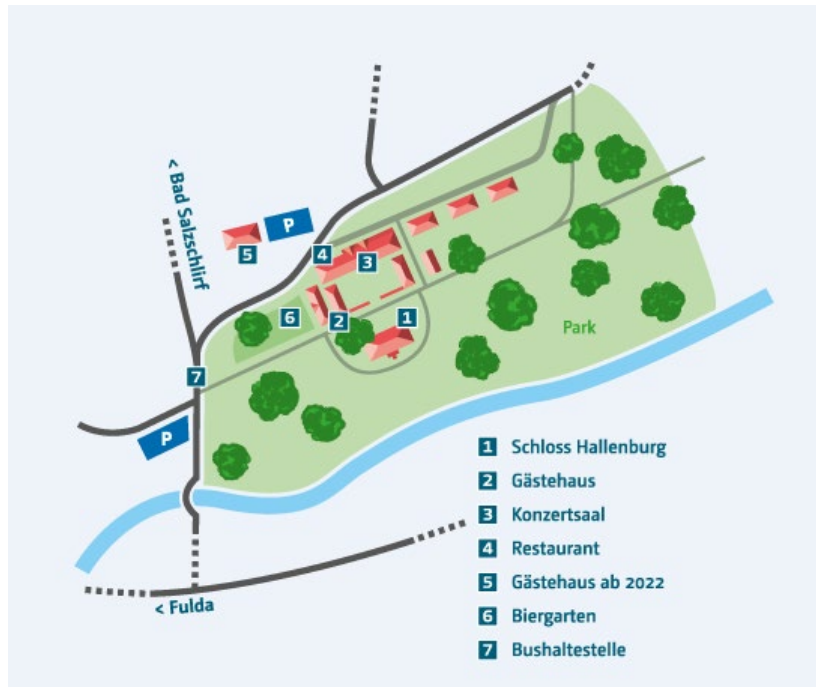 < Bad Salzschlirf
P
5
4
3
6
2
1
Park
7
P
< Fulda
1 Schloss Hallenburg
2 Gästehaus
3 Konzertsaal
4 Restaurant
5 Gästehaus ab 2022
6 Biergarten
7 Bushaltestelle